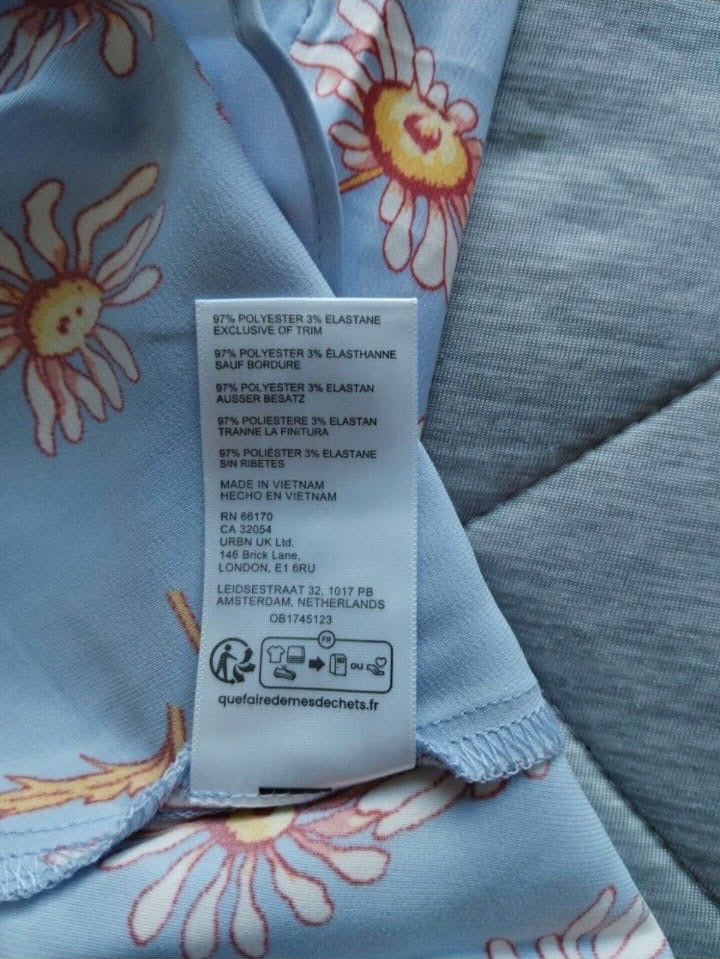 97% POLYESTER 3% ELASTANE
EXCLUSIVE OF TRIM
97% POLYESTER 3% ÉLASTHANNE
SAUF BORDURE
97% POLYESTER 3% ELASTAN
AUSSER BESATZ
97% POLIESTERE 3% ELASTAN
TRANNE LA FINITURA
97% POLIÉSTER 3% ELASTANE
SIN RIBETES
MADE IN VIETNAM
HECHO EN VIETNAM
RN 66170
CA 32054
URBN UK Ltd.
146 Brick Lane,
LONDON, E1 6RU
LEIDSESTRAAT 32, 1017 PB
AMSTERDAM, NETHERLANDS
OB1745123
FR
OU
quefairedemesdechets.fr